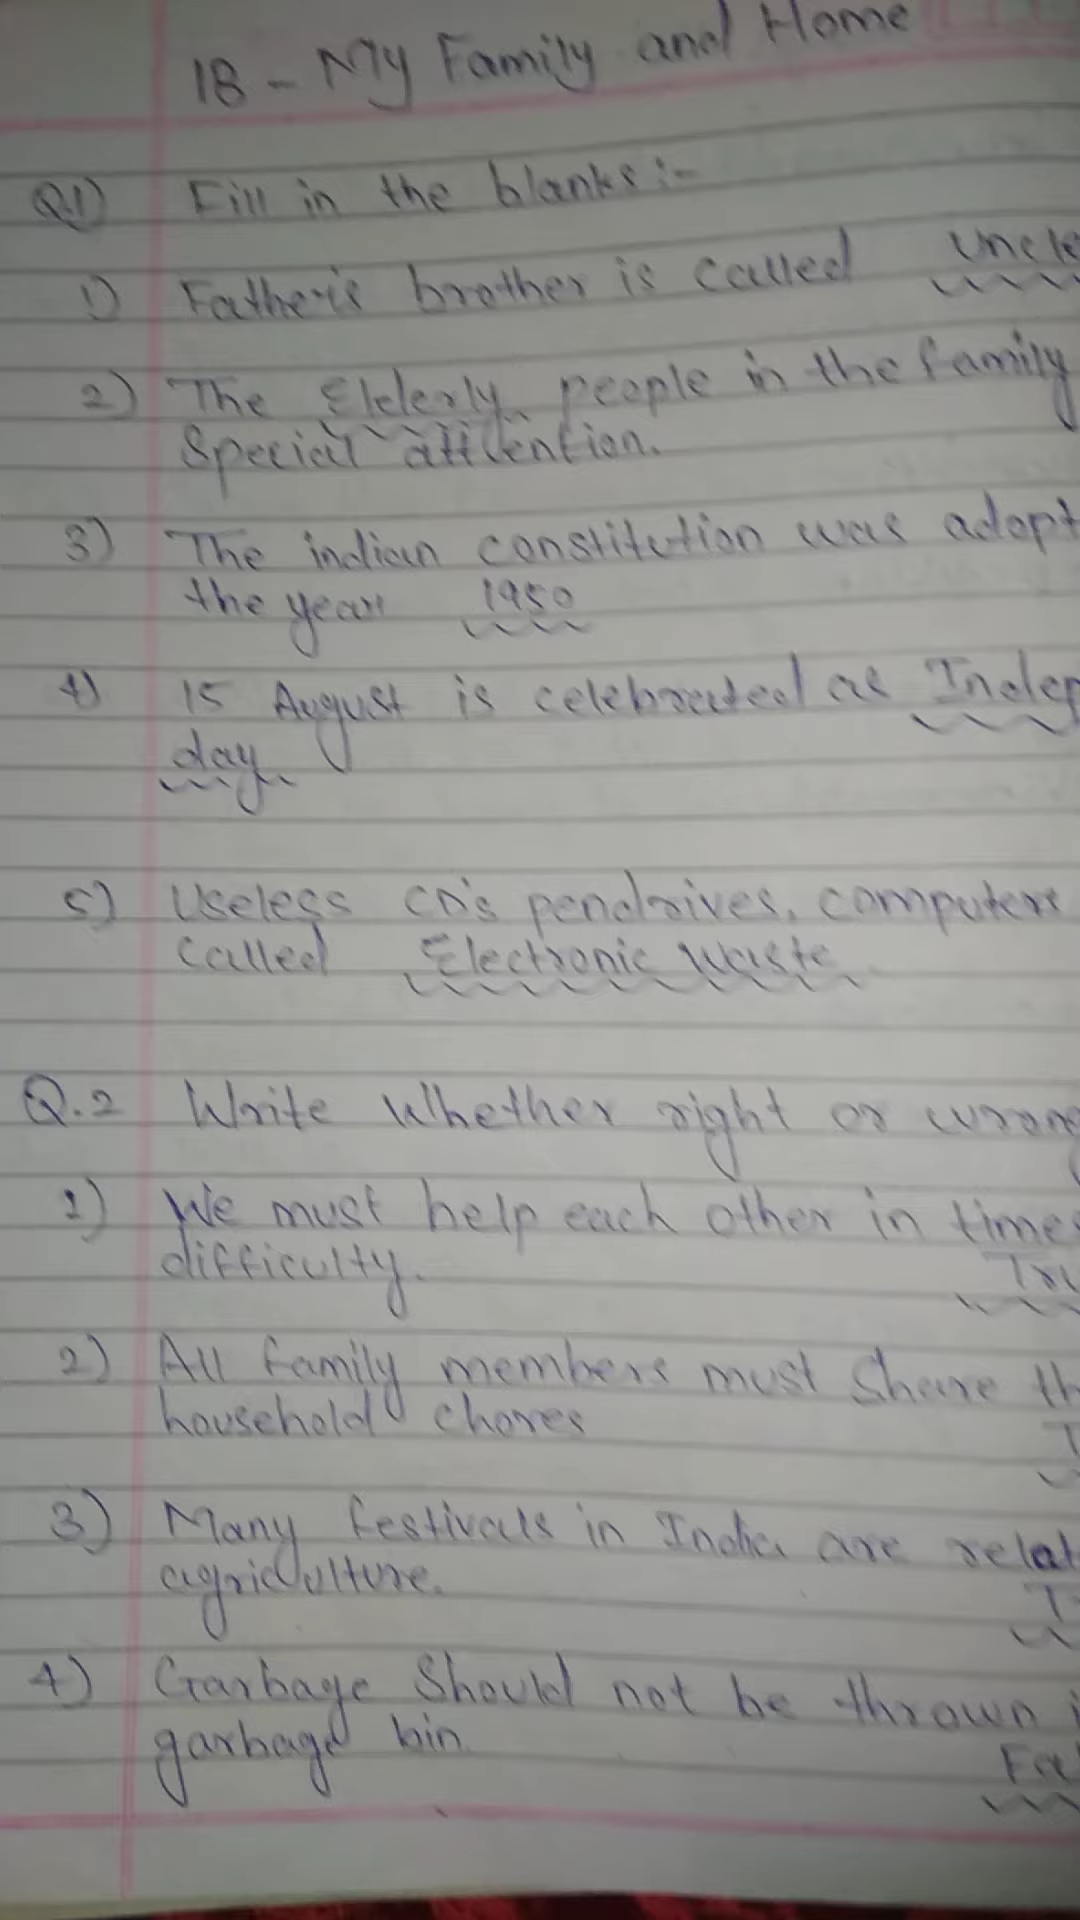 18 - My Family and Home
Q.1) Fill in the blanks :-
1) Father's brother is called Uncle
2) The Elderly people in the family
Special attention.
3) The indian constitution was adopt
the year 1950
4) 15 August is celebrated as Indep
day.
5) Useless CD's pendrives, computers
called Electronic waste
Q.2 Write Whether right or wrong
1) We must help each other in times
difficulty. Tru
2) All family members must Share th
household chores T
3) Many festivals in India are relat
agriculture. T
4) Garbage Should not be thrown i
garbage bin. Fal